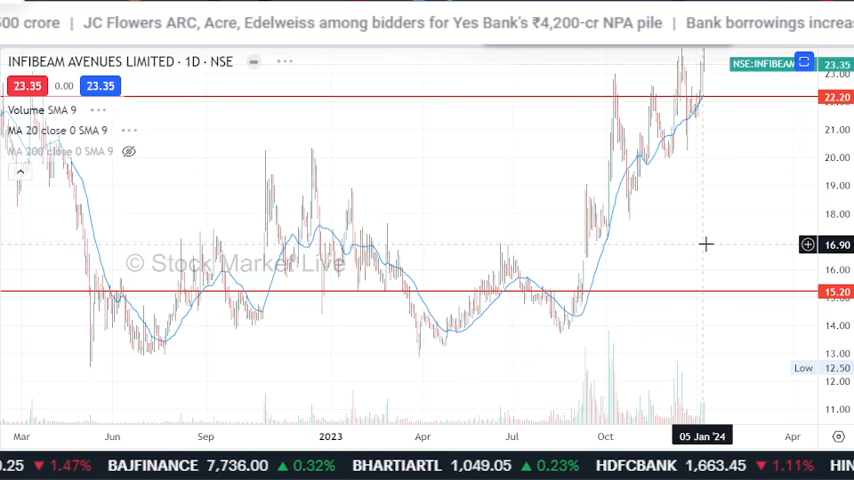 500 crore | JC Flowers ARC, Acre, Edelweiss among bidders for Yes Bank's ₹4,200-cr NPA pile | Bank borrowings increas
INFIBEAM AVENUES LIMITED · 1D · NSE
NSE:INFIBEAM 23.35
23.35 0.00 23.35
23.00
22.20
Volume SMA 9
21.00
MA 20 close 0 SMA 9
MA 200 close 0 SMA 9
20.00
19.00
18.00
16.90
© Stock Market Live
16.00
15.20
14.00
13.00
Low 12.50
12.00
11.00
Mar Jun Sep 2023 Apr Jul Oct 05 Jan '24 Apr
0.25 ▼ 1.47% BAJFINANCE 7,736.00 ▲ 0.32% BHARTIARTL 1,049.05 ▲ 0.23% HDFCBANK 1,663.45 ▼ 1.11% HIN